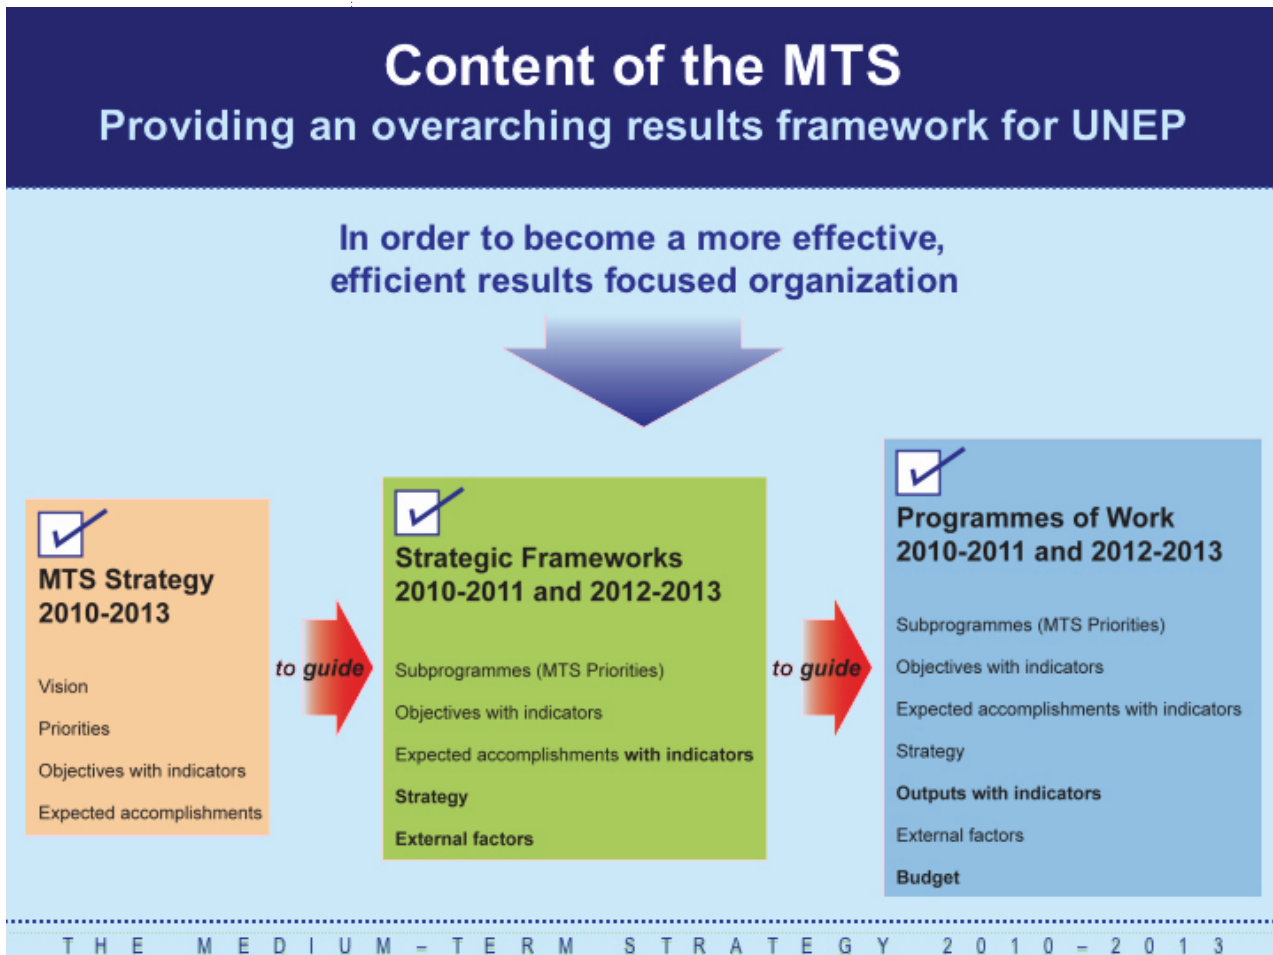 Content of the MTS
Providing an overarching results framework for UNEP
In order to become a more effective,
efficient results focused organization
MTS Strategy
2010-2013
Vision
Priorities
Objectives with indicators
Expected accomplishments
to guide
Strategic Frameworks
2010-2011 and 2012-2013
Subprogrammes (MTS Priorities)
Objectives with indicators
Expected accomplishments with indicators
Strategy
External factors
to guide
Programmes of Work
2010-2011 and 2012-2013
Subprogrammes (MTS Priorities)
Objectives with indicators
Expected accomplishments with indicators
Strategy
Outputs with indicators
External factors
Budget
THE MEDIUM–TERM STRATEGY 2010–2013